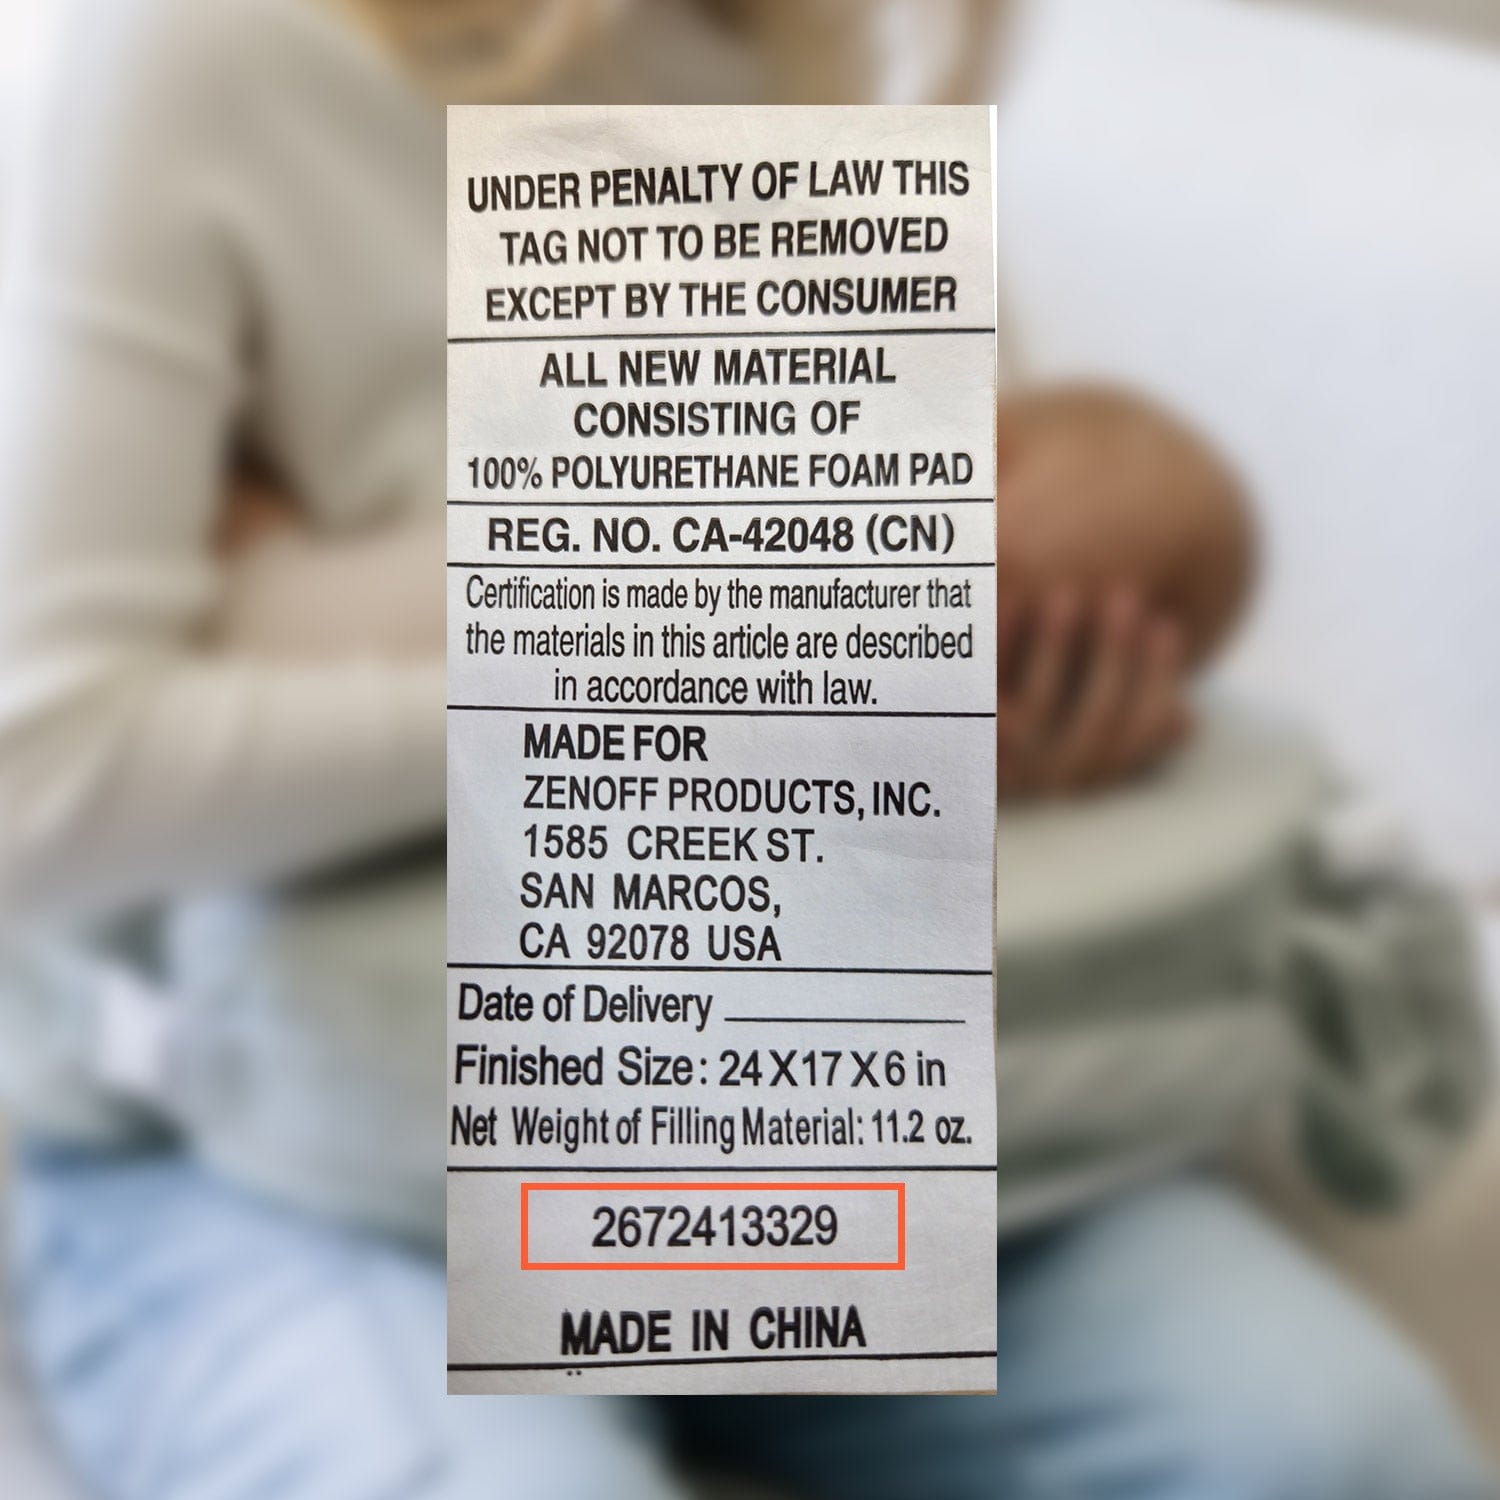 UNDER PENALTY OF LAW THIS
TAG NOT TO BE REMOVED
EXCEPT BY THE CONSUMER
ALL NEW MATERIAL
CONSISTING OF
100% POLYURETHANE FOAM PAD
REG. NO. CA-42048 (CN)
Certification is made by the manufacturer that
the materials in this article are described
in accordance with law.
MADE FOR
ZENOFF PRODUCTS, INC.
1585 CREEK ST.
SAN MARCOS,
CA 92078 USA
Date of Delivery
Finished Size: 24 X 17 X 6 in
Net Weight of Filling Material: 11.2 oz.
2672413329
MADE IN CHINA